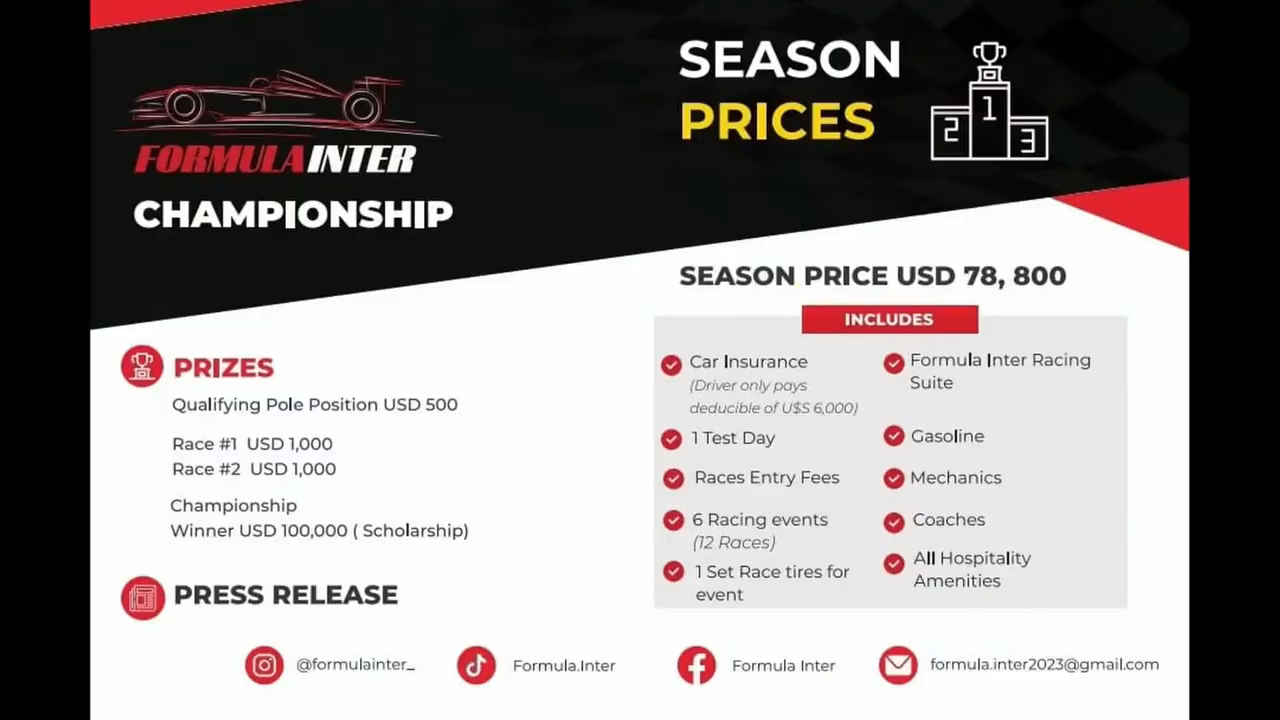 FORMULAINTER
CHAMPIONSHIP
SEASON
PRICES
2
1
3
PRIZES
Qualifying Pole Position USD 500
Race #1 USD 1,000
Race #2 USD 1,000
Championship
Winner USD 100,000 ( Scholarship)
PRESS RELEASE
SEASON PRICE USD 78, 800
INCLUDES
Car Insurance
(Driver only pays
deducible of U$S 6,000)
1 Test Day
Races Entry Fees
6 Racing events
(12 Races)
1 Set Race tires for
event
Formula Inter Racing
Suite
Gasoline
Mechanics
Coaches
All Hospitality
Amenities
@formulainter_
Formula.Inter
Formula Inter
formula.inter2023@gmail.com